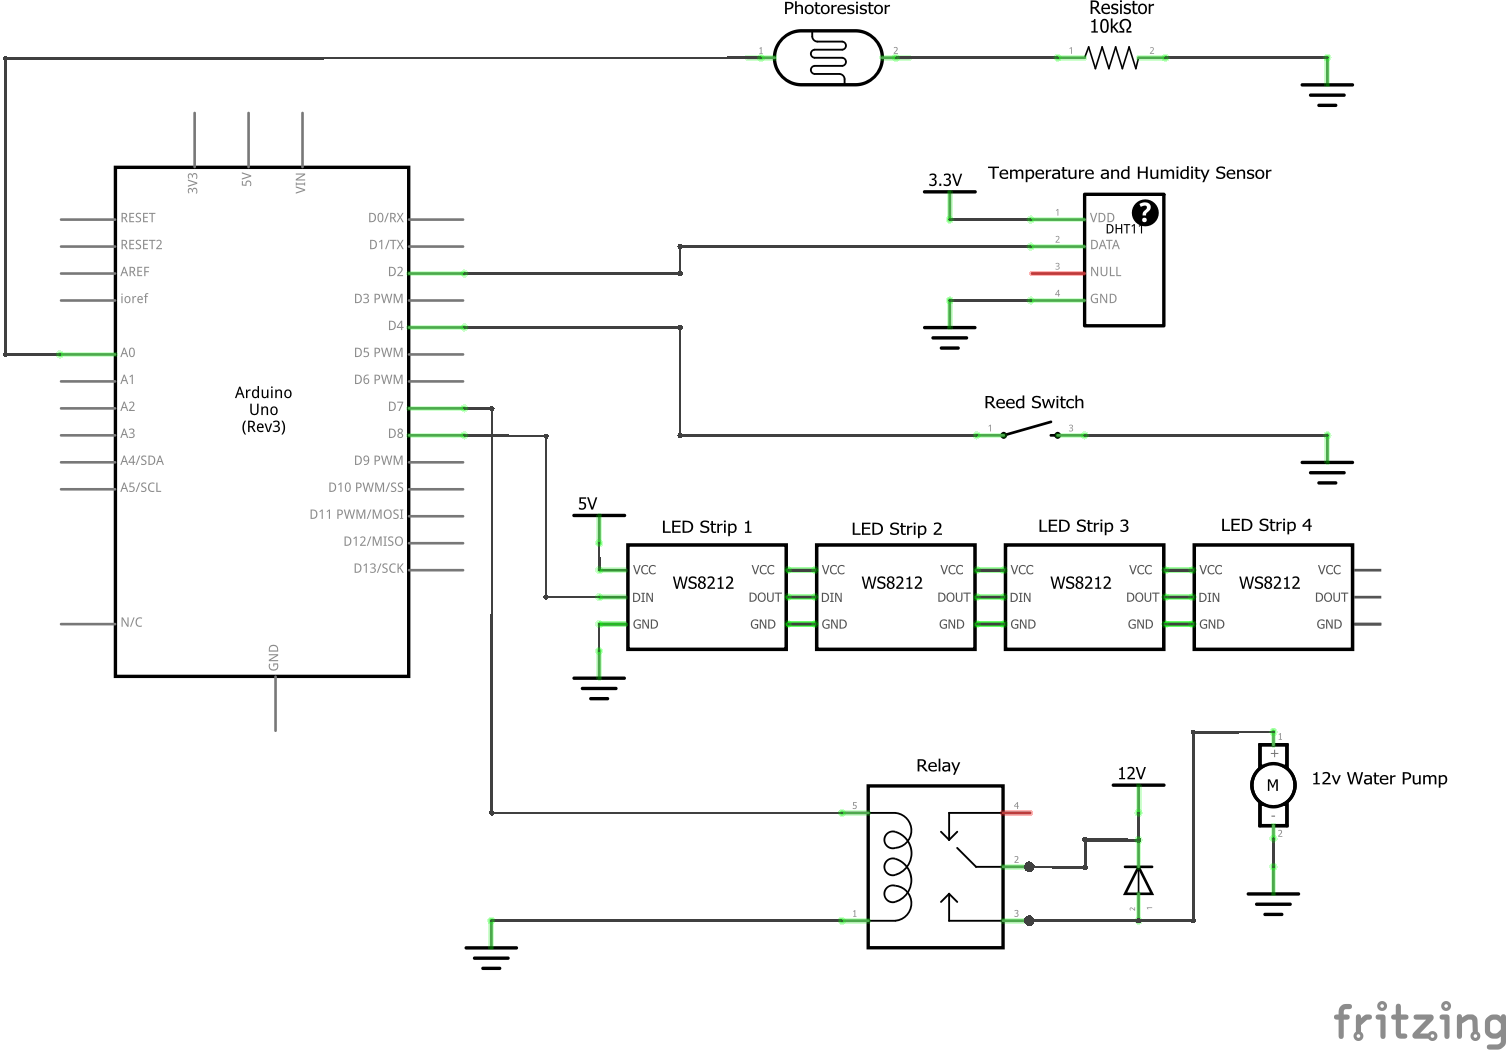 Photoresistor
Resistor
10kΩ
1
2
1
2
3V3
5V
VIN
RESET
RESET2
AREF
ioref
A0
A1
A2
A3
A4/SDA
A5/SCL
N/C
Arduino
Uno
(Rev3)
GND
D0/RX
D1/TX
D2
D3 PWM
D4
D5 PWM
D6 PWM
D7
D8
D9 PWM
D10 PWM/SS
D11 PWM/MOSI
D12/MISO
D13/SCK
Temperature and Humidity Sensor
3.3V
1
VDD
?
DHT11
2
DATA
3
NULL
4
GND
Reed Switch
1
3
5V
LED Strip 1
LED Strip 2
LED Strip 3
LED Strip 4
VCC
VCC
VCC
VCC
VCC
VCC
VCC
VCC
WS8212
WS8212
WS8212
WS8212
DIN
DOUT
DIN
DOUT
DIN
DOUT
DIN
DOUT
GND
GND
GND
GND
GND
GND
GND
GND
Relay
5
1
4
2
3
12V
2
1
1
+
M
-
2
12v Water Pump
fritzing